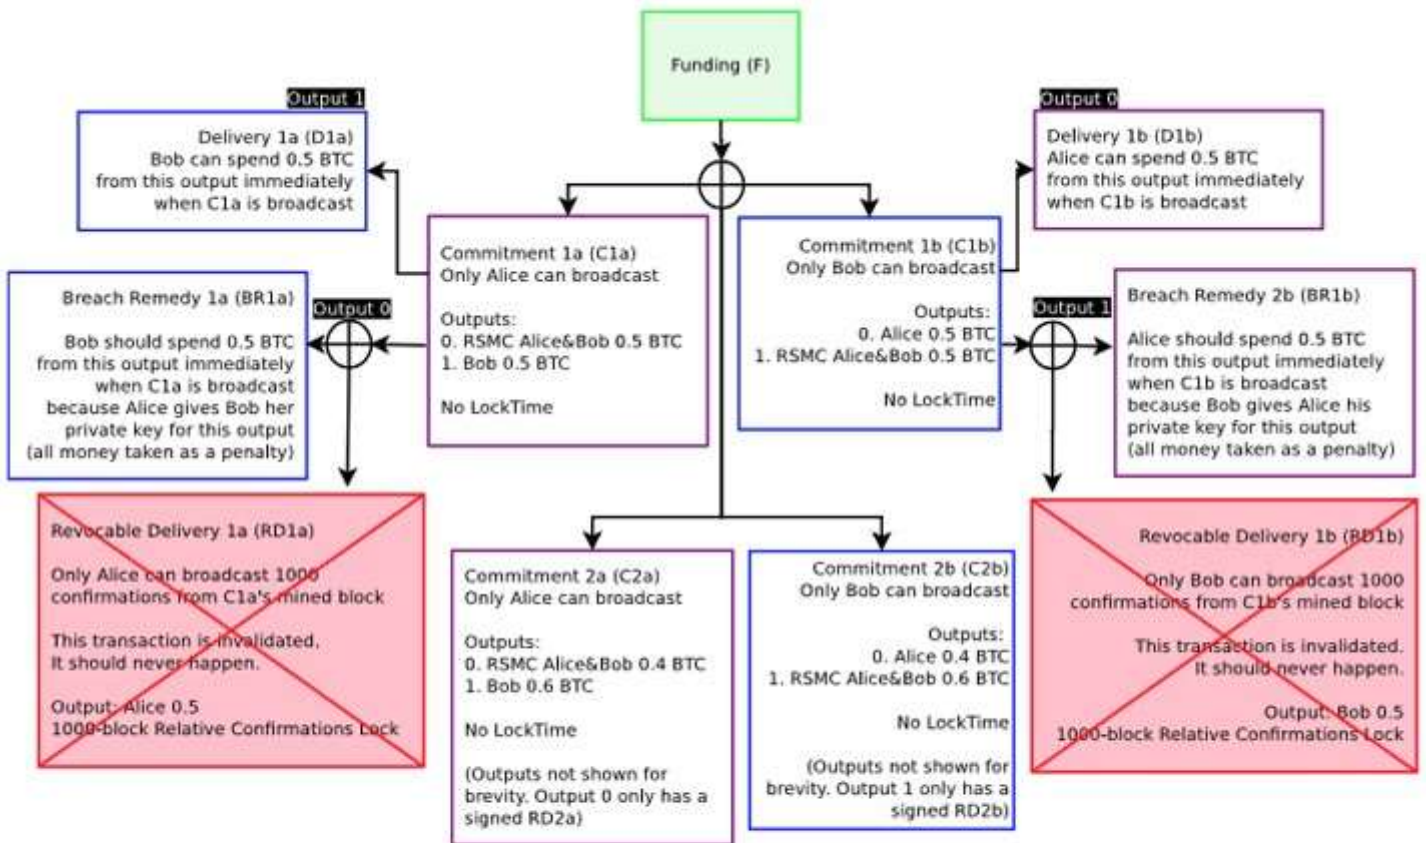 Funding (F)
Output 1
Delivery 1a (D1a)
Bob can spend 0.5 BTC
from this output immediately
when C1a is broadcast
Output 0
Delivery 1b (D1b)
Alice can spend 0.5 BTC
from this output immediately
when C1b is broadcast
Commitment 1a (C1a)
Only Alice can broadcast
Outputs:
0. RSMC Alice&Bob 0.5 BTC
1. Bob 0.5 BTC
No LockTime
Commitment 1b (C1b)
Only Bob can broadcast
Outputs:
0. Alice 0.5 BTC
1. RSMC Alice&Bob 0.5 BTC
No LockTime
Breach Remedy 1a (BR1a)
Bob should spend 0.5 BTC
from this output immediately
when C1a is broadcast
because Alice gives Bob her
private key for this output
(all money taken as a penalty)
Output 0
Output 1
Breach Remedy 2b (BR1b)
Alice should spend 0.5 BTC
from this output immediately
when C1b is broadcast
because Bob gives Alice his
private key for this output
(all money taken as a penalty)
Revocable Delivery 1a (RD1a)
Only Alice can broadcast 1000
confirmations from C1a's mined block
This transaction is invalidated,
It should never happen.
Output: Alice 0.5
1000-block Relative Confirmations Lock
Commitment 2a (C2a)
Only Alice can broadcast
Outputs:
0. RSMC Alice&Bob 0.4 BTC
1. Bob 0.6 BTC
No LockTime
(Outputs not shown for
brevity. Output 0 only has a
signed RD2a)
Commitment 2b (C2b)
Only Bob can broadcast
Outputs:
0. Alice 0.4 BTC
1. RSMC Alice&Bob 0.6 BTC
No LockTime
(Outputs not shown for
brevity. Output 1 only has a
signed RD2b)
Revocable Delivery 1b (RD1b)
Only Bob can broadcast 1000
confirmations from C1b's mined block
This transaction is invalidated.
It should never happen.
Output: Bob 0.5
1000-block Relative Confirmations Lock